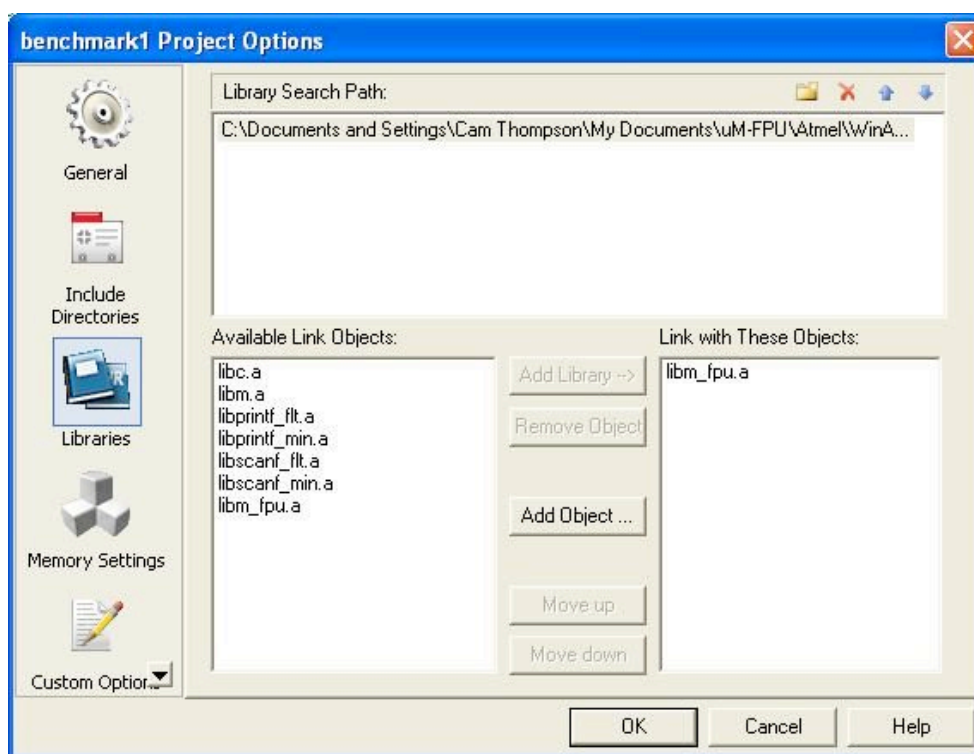 benchmark1 Project Options
General
Include
Directories
Libraries
Memory Settings
Custom Option
Library Search Path:
C:\Documents and Settings\Cam Thompson\My Documents\uM-FPU\Atmel\WinA...
Available Link Objects:
libc.a
libm.a
libprintf_flt.a
libprintf_min.a
libscanf_flt.a
libscanf_min.a
libm_fpu.a
Add Library -->
Remove Object
Add Object ...
Move up
Move down
Link with These Objects:
libm_fpu.a
OK
Cancel
Help